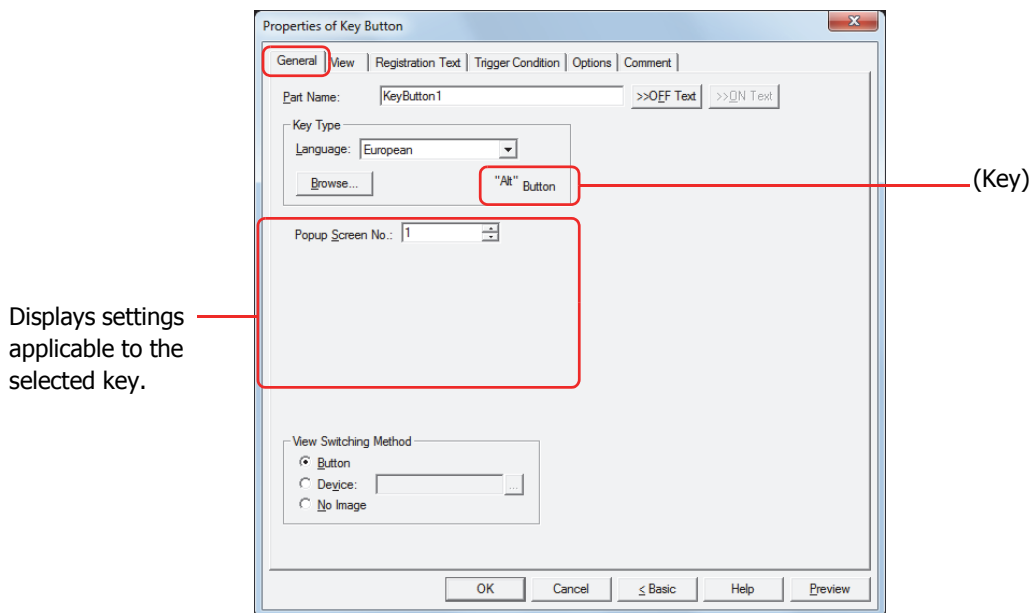 Properties of Key Button
x
General View Registration Text Trigger Condition Options Comment
Part Name: KeyButton1 >>OFF Text >>ON Text
Key Type
Language: European
Browse... "Alt" Button
(Key)
Popup Screen No.: 1
Displays settings
applicable to the
selected key.
View Switching Method
Button
Device: ...
No Image
OK Cancel < Basic Help Preview